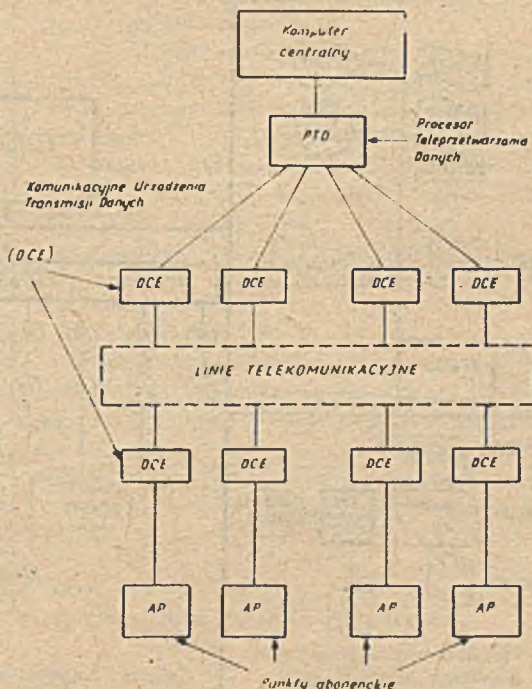 Komputer
centralny
PTD
Procesor
Teleprzetwarzania
Danych
Komunikacyjne Urządzenia
Transmisji Danych
(DCE)
DCE DCE DCE DCE
LINIE TELEKOMUNIKACYJNE
DCE DCE DCE DCE
AP AP AP AP
Punkty abonenckie